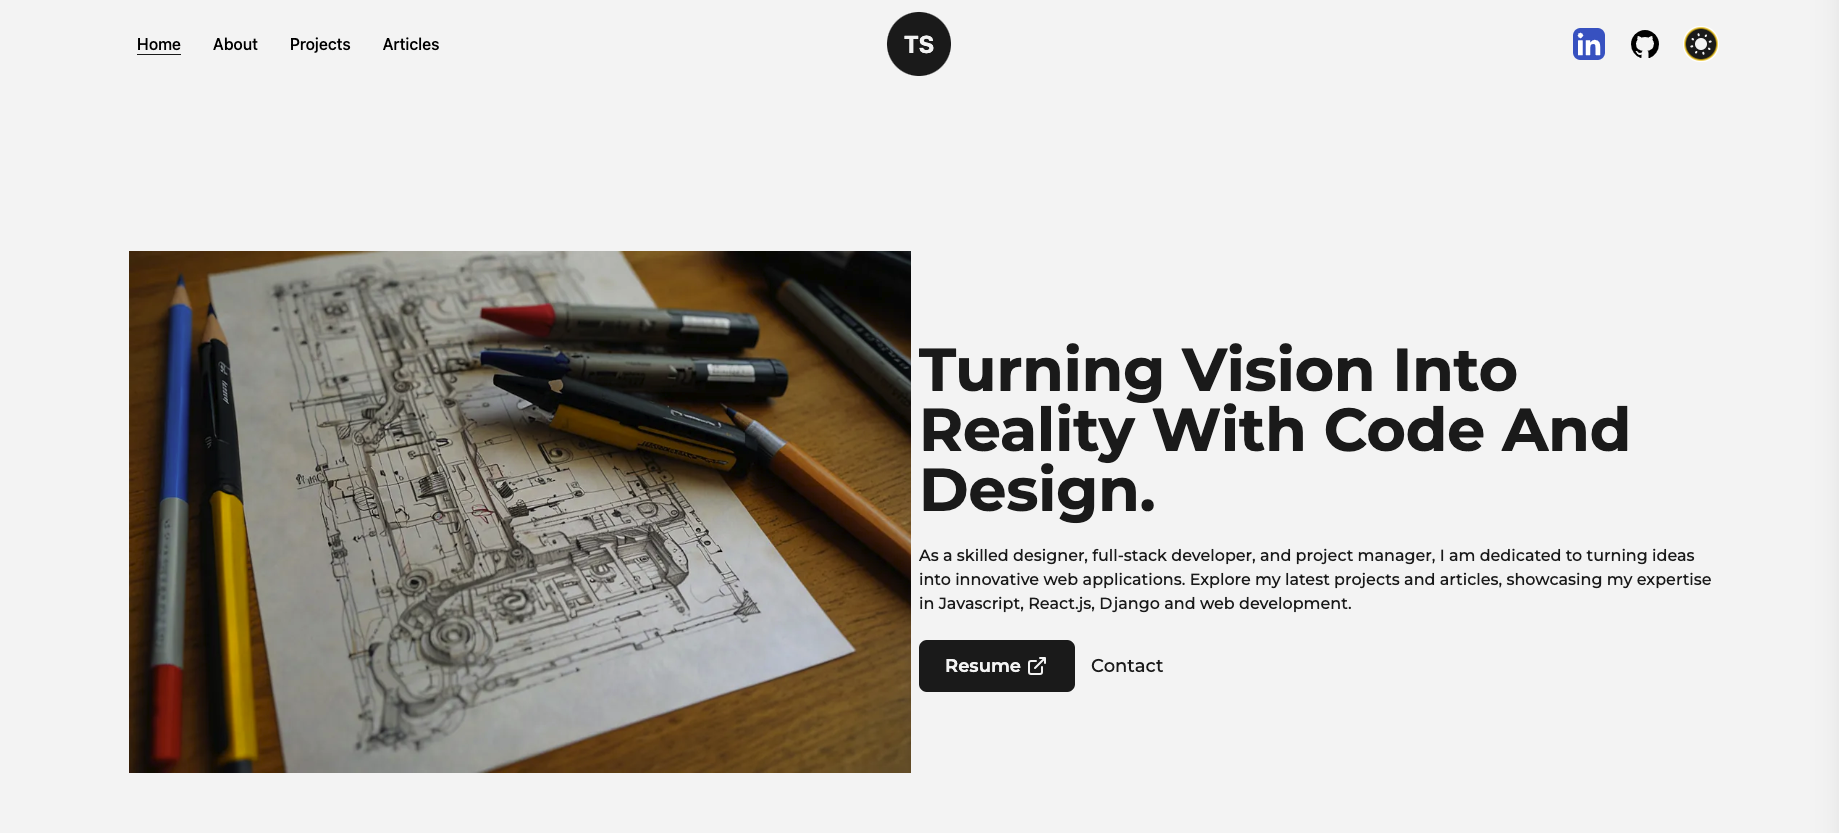 Home About Projects Articles
TS
in
Turning Vision Into
Reality With Code And
Design.
As a skilled designer, full-stack developer, and project manager, I am dedicated to turning ideas
into innovative web applications. Explore my latest projects and articles, showcasing my expertise
in Javascript, React.js, Django and web development.
Resume Contact